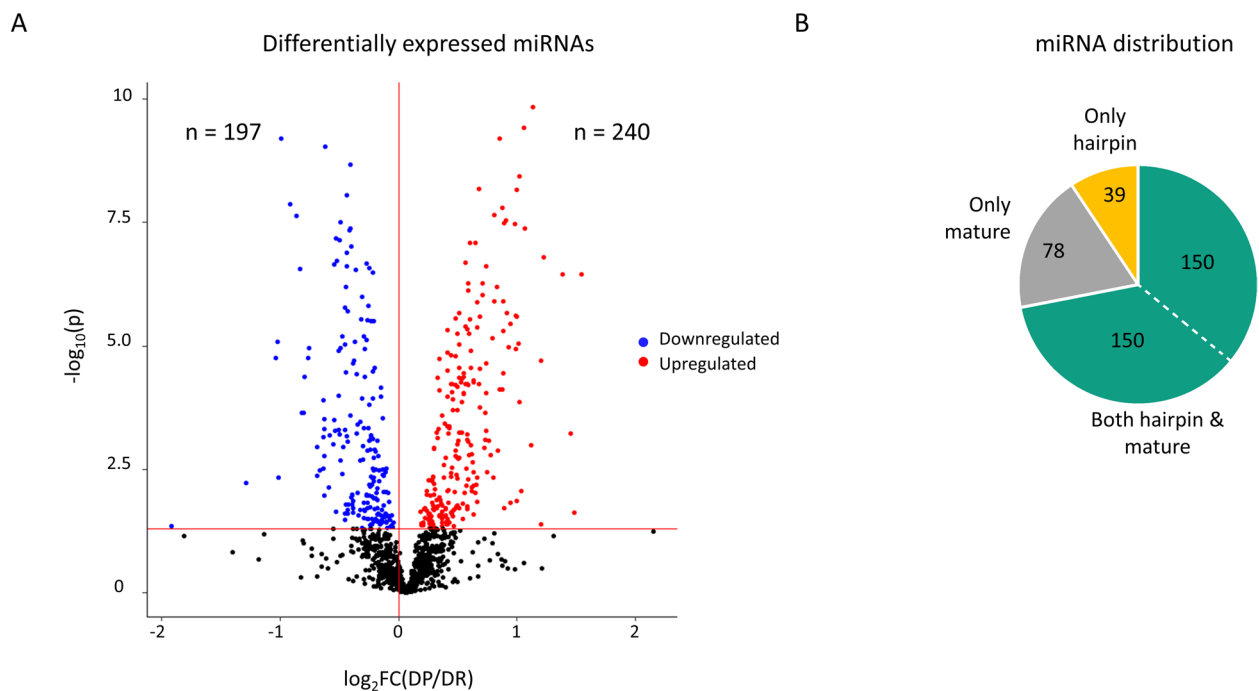 A
Differentially expressed miRNAs
n = 197
n = 240
10
7.5
5.0
2.5
0
-log10(p)
-2
-1
0
1
2
log2FC(DP/DR)
Downregulated
Upregulated
B
miRNA distribution
Only
hairpin
Only
mature
39
78
150
150
Both hairpin &
mature